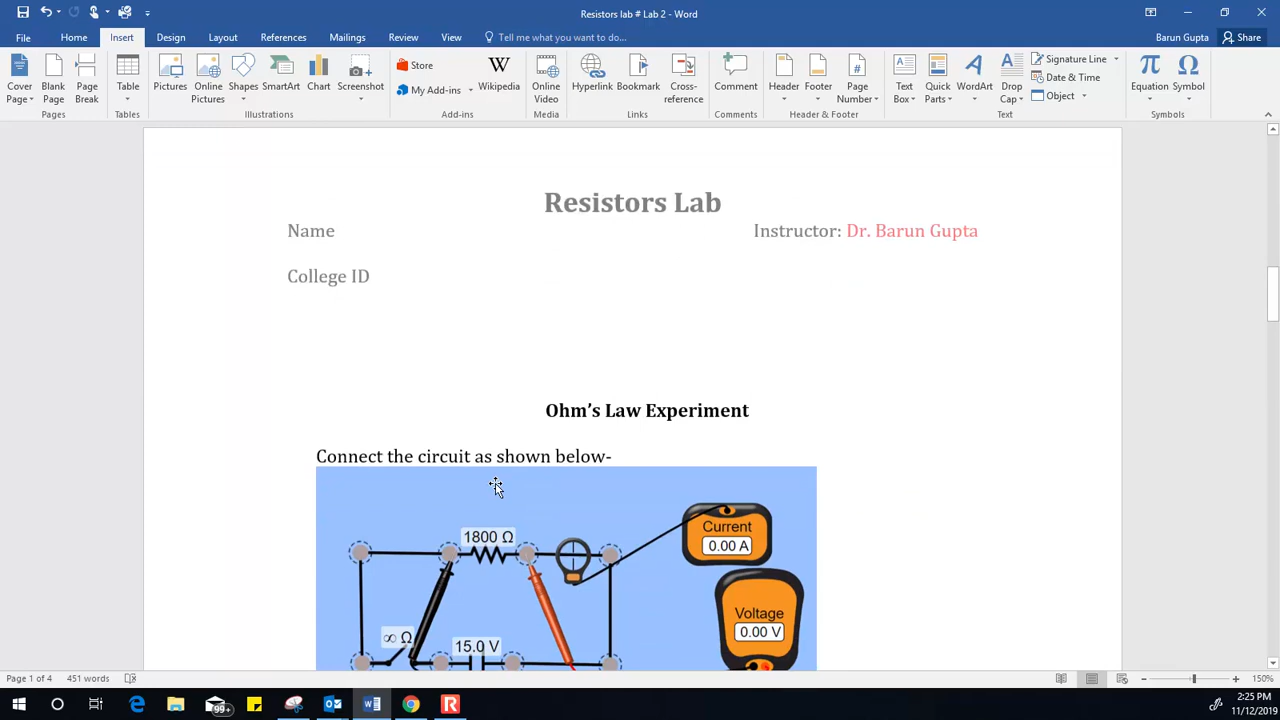 Resistors law # Lab 2 - Word
File Home Insert Design Layout References Mailings Review View Tell me what you want to do... Barun Gupta Share
Cover Page Blank Page Page Break Table Pictures Online Pictures Shapes SmartArt Chart Screenshot Store My Add-ins Wikipedia Online Video Hyperlink Bookmark Cross-reference Comment Header Footer Page Number Text Box Quick Parts WordArt Drop Cap Signature Line Date & Time Object Equation Symbol
Pages Tables Illustrations Add-ins Media Links Comments Header & Footer Text Symbols
Resistors Lab
Name Instructor: Dr. Barun Gupta
College ID
Ohm's Law Experiment
Connect the circuit as shown below-
1800 Ω
Current
0.00 A
Voltage
0.00 V
∞ Ω
15.0 V
Page 1 of 4 451 words 150%
99+
2:25 PM
11/12/2019